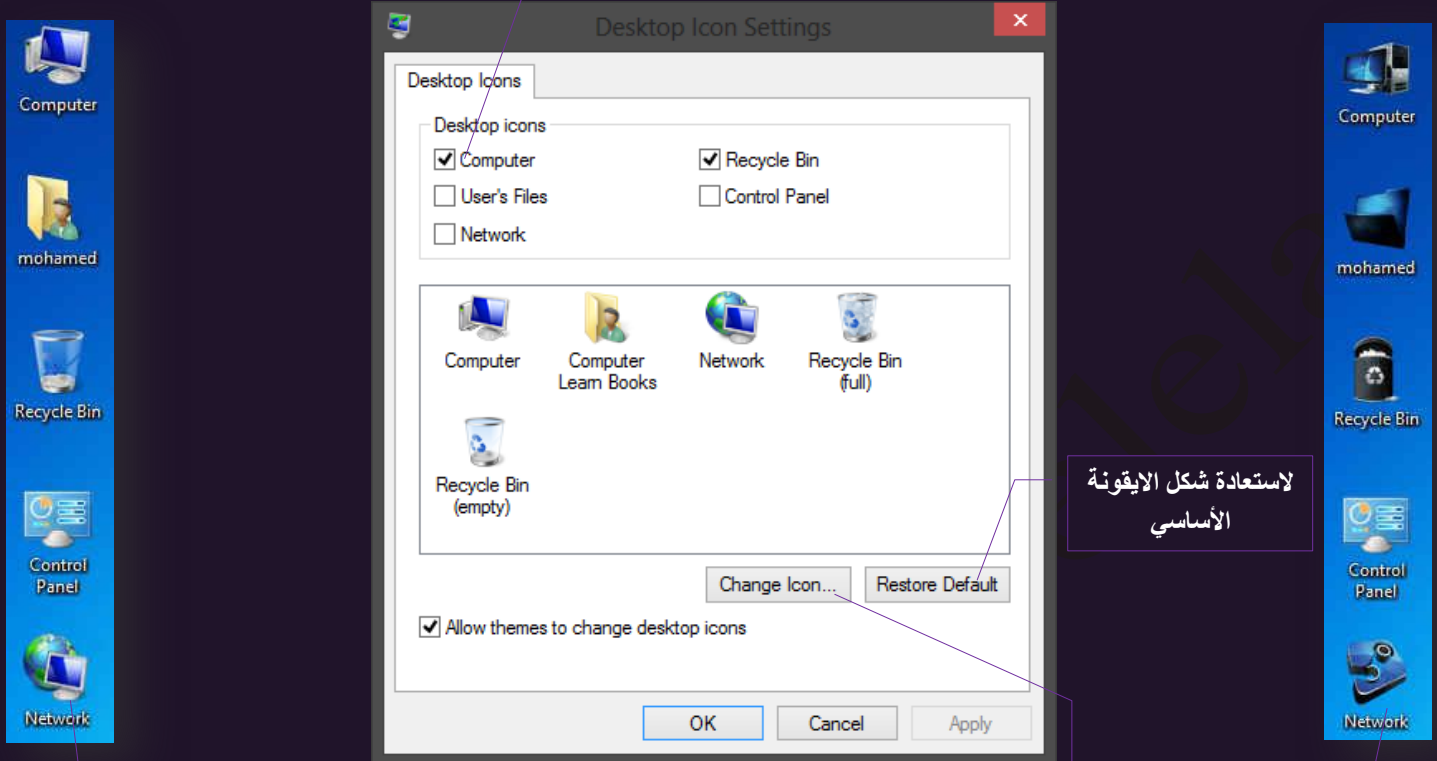 Computer
mohamed
Recycle Bin
Control
Panel
Network
Desktop Icon Settings
Desktop Icons
Desktop icons
Computer
Recycle Bin
User's Files
Control Panel
Network
Computer
Computer
Learn Books
Network
Recycle Bin
(full)
Recycle Bin
(empty)
Change Icon...
Restore Default
Allow themes to change desktop icons
OK
Cancel
Apply
لاستعادة شكل الايقونة
الأساسي
Computer
mohamed
Recycle Bin
Control
Panel
Network